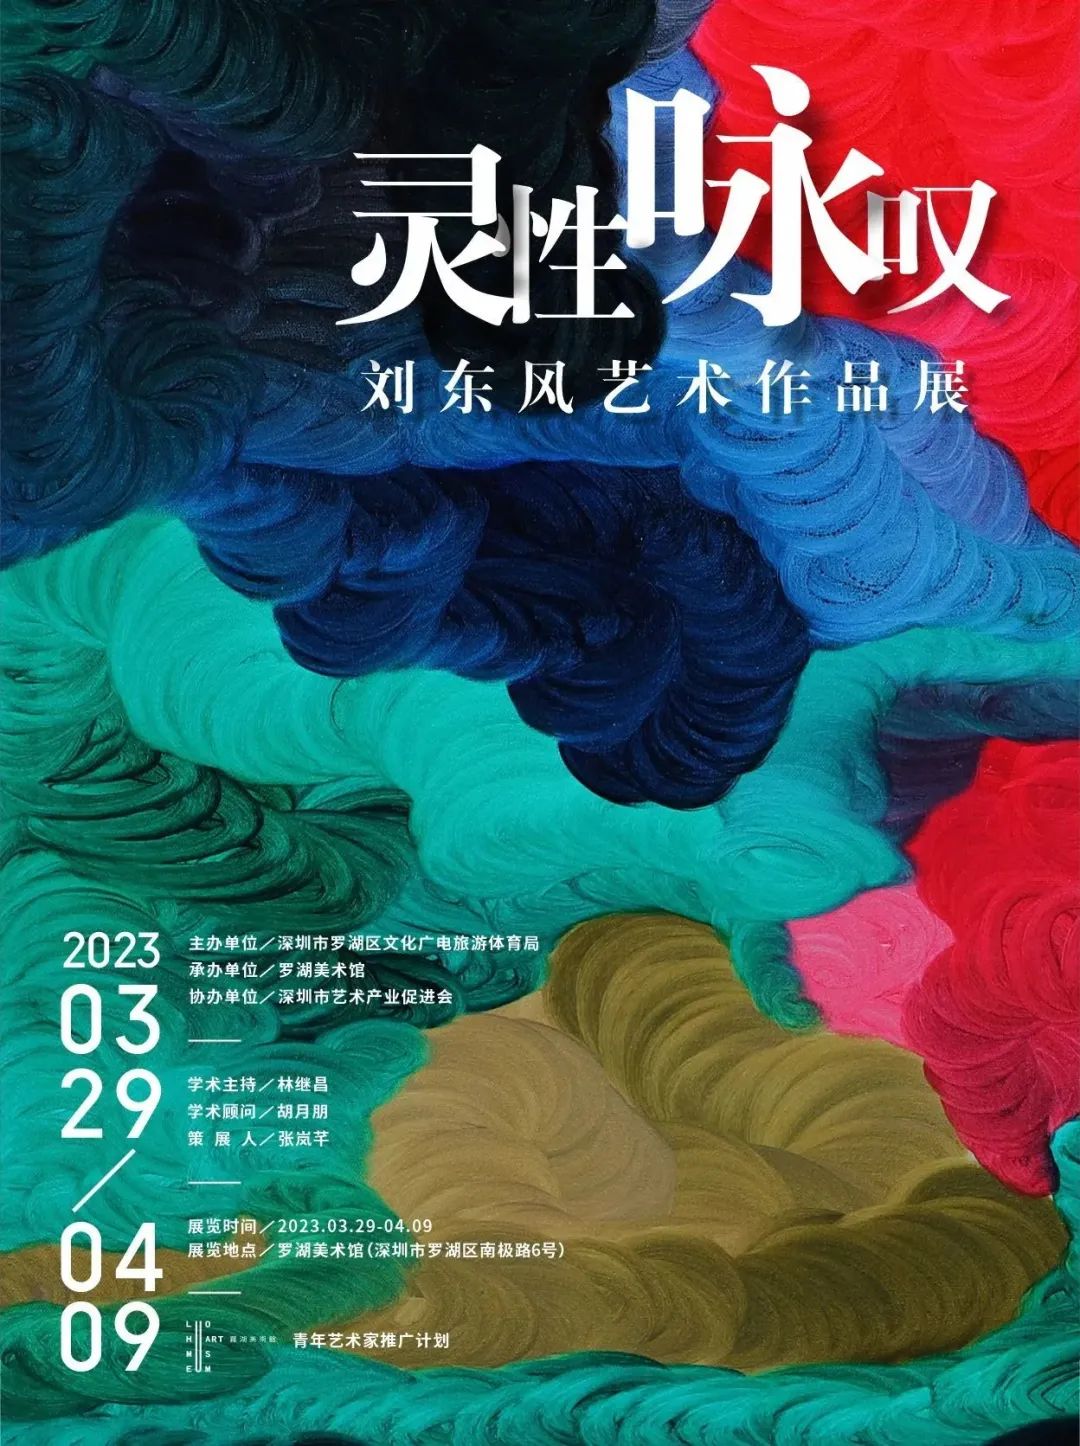 灵性咏叹
刘东风艺术作品展
2023
03
29
/
04
09
主办单位/深圳市罗湖区文化广电旅游体育局
承办单位/罗湖美术馆
协办单位/深圳市艺术产业促进会
学术主持/林继昌
学术顾问/胡月朋
策 展 人/张岚芊
展览时间/2023.03.29-04.09
展览地点/罗湖美术馆(深圳市罗湖区南极路6号)
LUOHU ART MUSEUM
羅湖美術館
青年艺术家推广计划